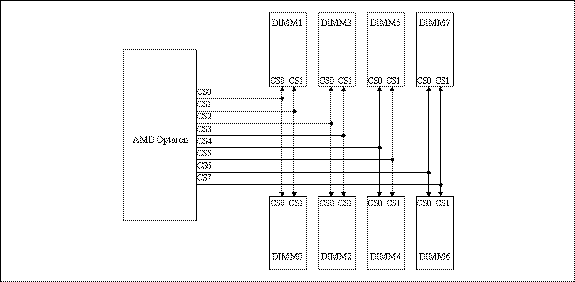 DIMM1 DIMM3 DIMM5 DIMM7
CS0 CS1 CS0 CS1 CS0 CS1 CS0 CS1
CS0
CS1
CS2
CS3
AMD Opteron
CS4
CS5
CS6
CS7
CS0 CS1 CS0 CS1 CS0 CS1 CS0 CS1
DIMM2 DIMM4 DIMM6